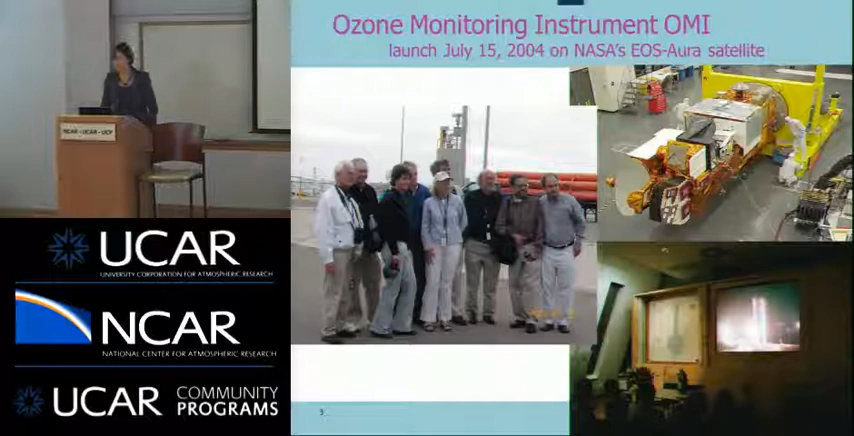 Ozone Monitoring Instrument OMI
launch July 15, 2004 on NASA's EOS-Aura satellite
NCAR • UCAR • UCP
UCAR
UNIVERSITY CORPORATION FOR ATMOSPHERIC RESEARCH
NCAR
NATIONAL CENTER FOR ATMOSPHERIC RESEARCH
UCAR COMMUNITY
PROGRAMS